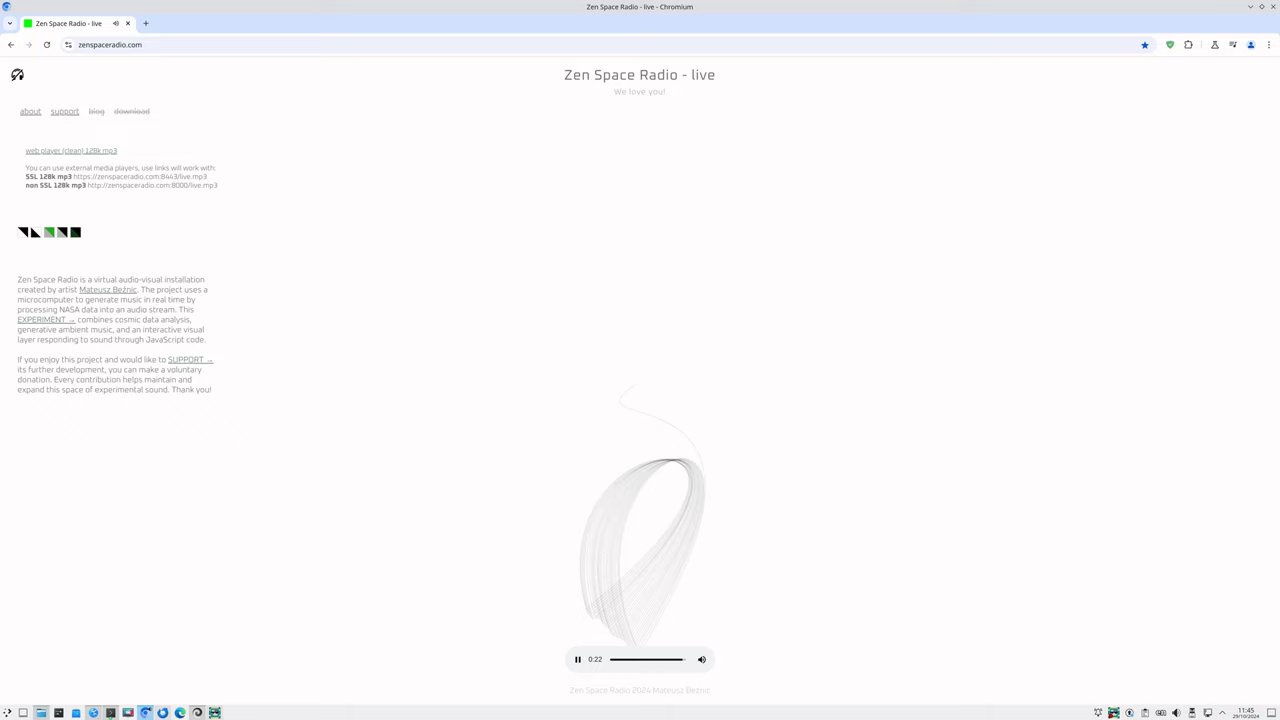 Zen Space Radio - live - Chromium
Zen Space Radio - live
zenspaceradio.com
Zen Space Radio - live
We love you!
about support blog download
web player (clean) 128k mp3
You can use external media players, use links will work with:
SSL 128k mp3 https://zenspaceradio.com:8443/live.mp3
non SSL 128k mp3 http://zenspaceradio.com:8000/live.mp3
Zen Space Radio is a virtual audio-visual installation
created by artist Mateusz Beżnic. The project uses a
microcomputer to generate music in real time by
processing NASA data into an audio stream. This
EXPERIMENT → combines cosmic data analysis,
generative ambient music, and an interactive visual
layer responding to sound through JavaScript code.
If you enjoy this project and would like to SUPPORT →
its further development, you can make a voluntary
donation. Every contribution helps maintain and
expand this space of experimental sound. Thank you!
0:22
Zen Space Radio 2024 Mateusz Beżnic
11:45
29/10/2024